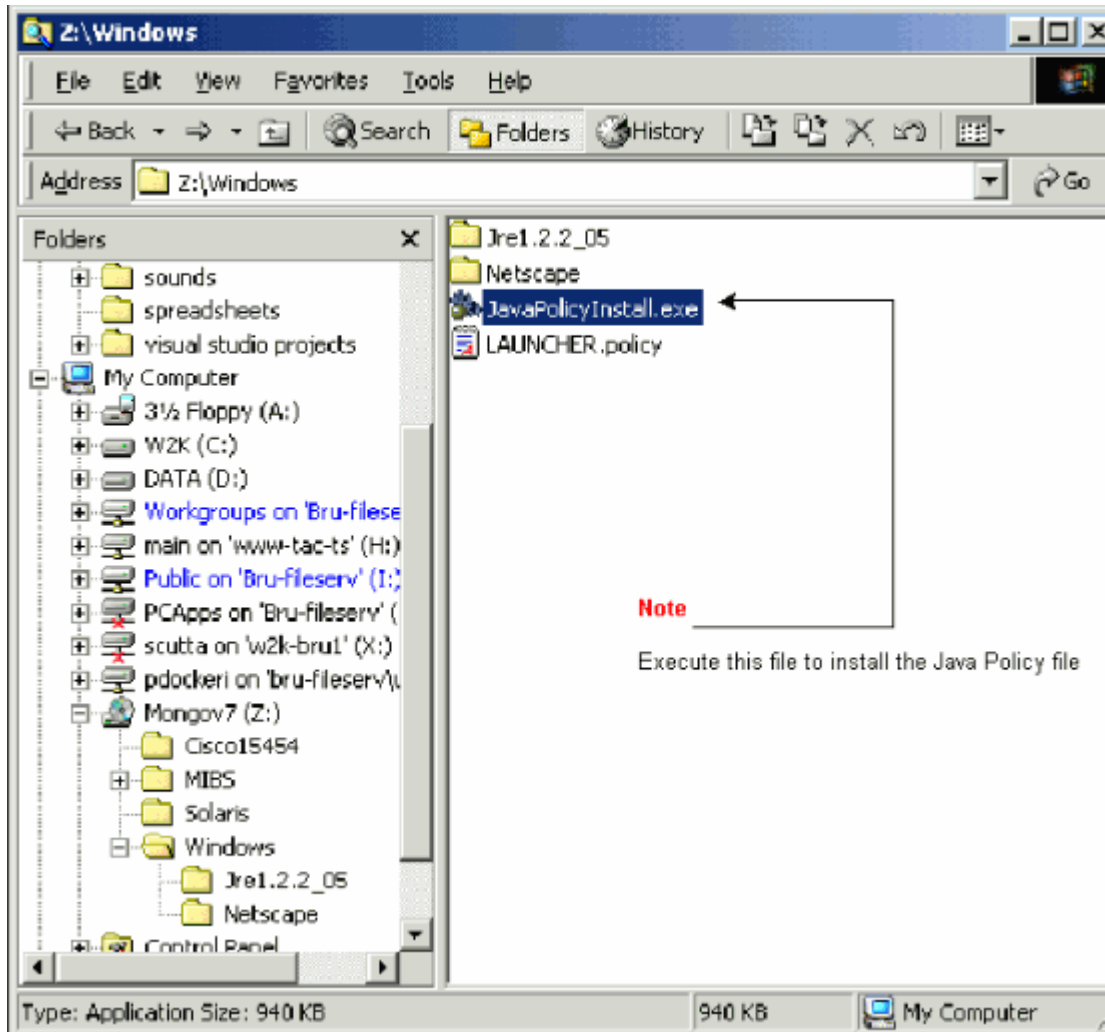 Z:\Windows
File Edit View Favorites Tools Help
Back Search Folders History
Address Z:\Windows Go
Folders
sounds
spreadsheets
visual studio projects
My Computer
3½ Floppy (A:)
W2K (C:)
DATA (D:)
Workgroups on 'Bru-filese
main on 'www-tac-ts' (H:)
Public on 'Bru-fileserv' (I:)
PCApps on 'Bru-fileserv' (
scutta on 'w2k-bru1' (X:)
pdockeri on 'bru-fileserv\u
Mongov7 (Z:)
Cisco15454
MIBS
Solaris
Windows
Jre1.2.2_05
Netscape
Control Panel
Jre1.2.2_05
Netscape
JavaPolicyInstall.exe
LAUNCHER.policy
Note
Execute this file to install the Java Policy file
Type: Application Size: 940 KB 940 KB My Computer